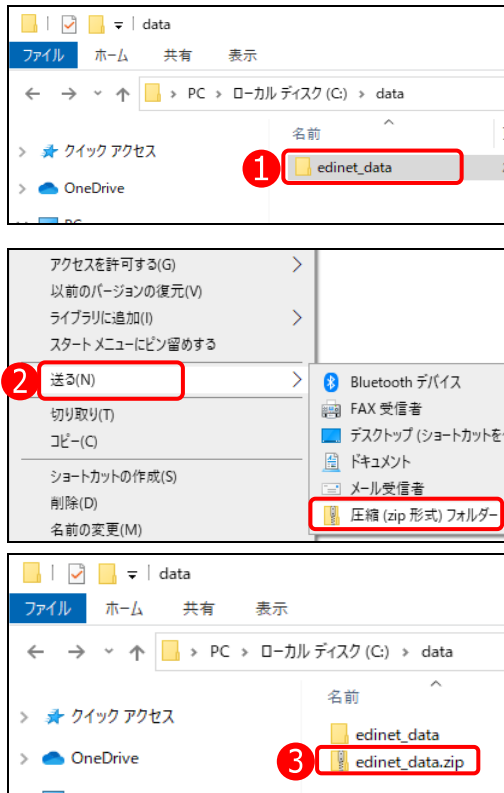 data
ファイル ホーム 共有 表示
PC > ローカル ディスク (C:) > data
名前
クイック アクセス
1 edinet_data
OneDrive
PC
アクセスを許可する(G)
以前のバージョンの復元(V)
ライブラリに追加(I)
スタート メニューにピン留めする
2 送る(N)
切り取り(T)
コピー(C)
ショートカットの作成(S)
削除(D)
名前の変更(M)
Bluetooth デバイス
FAX 受信者
デスクトップ (ショートカットを
ドキュメント
メール受信者
圧縮 (zip 形式) フォルダー
data
ファイル ホーム 共有 表示
PC > ローカル ディスク (C:) > data
名前
クイック アクセス
edinet_data
OneDrive
3 edinet_data.zip